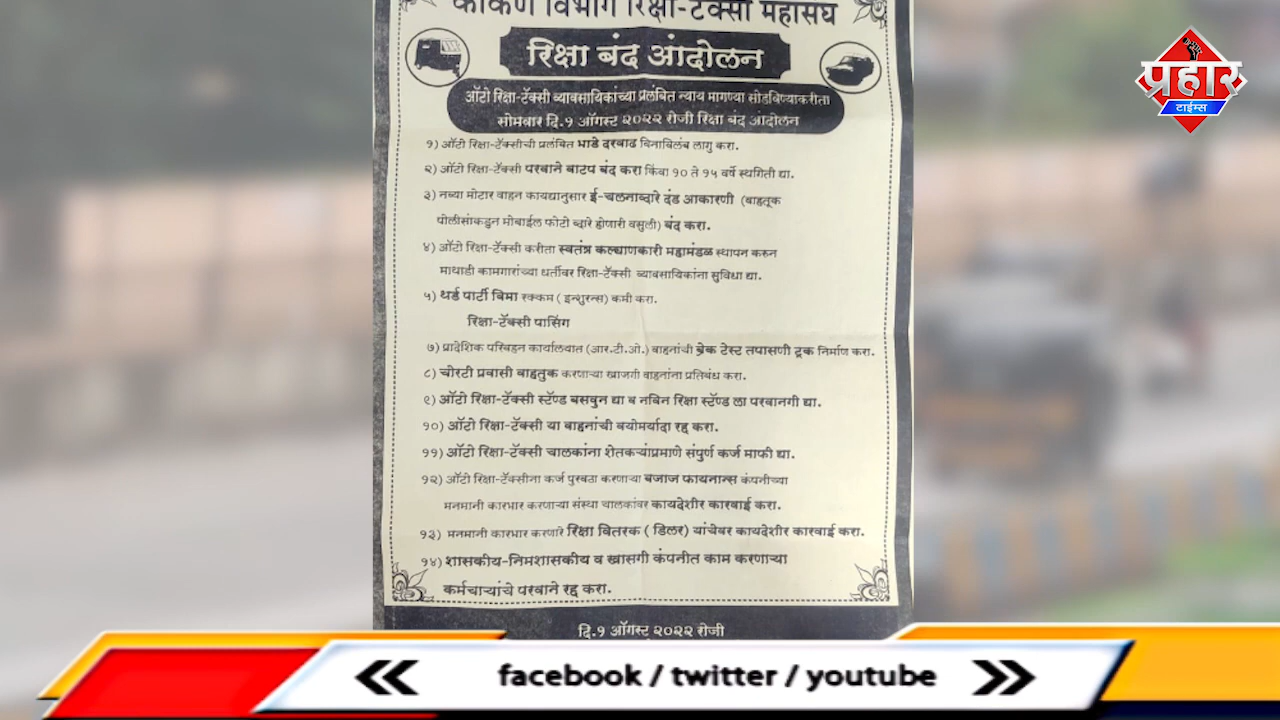 कोकण विभाग रिक्षा-टॅक्सी महासंघ
रिक्षा बंद आंदोलन
ऑटो रिक्षा-टॅक्सी व्यावसायिकांच्या प्रलंबित न्याय मागण्या सोडविण्याकरीता
सोमवार दि.१ ऑगस्ट २०२२ रोजी रिक्षा बंद आंदोलन
१) ऑटो रिक्षा-टॅक्सीची प्रलंबित भाडे दरवाढ विनाविलंब लागु करा.
२) ऑटो रिक्षा-टॅक्सी परवाने वाटप बंद करा किंवा १० ते १५ वर्षे स्थगिती द्या.
३) नव्या मोटार वाहन कायद्यानुसार ई-चलनाव्दारे दंड आकारणी (वाहतूक
पोलीसांकडुन मोबाईल फोटो व्दारे होणारी वसुली) बंद करा.
४) ऑटो रिक्षा-टॅक्सी करीता स्वतंत्र कल्याणकारी महामंडळ स्थापन करुन
माथाडी कामगारांच्या धर्तीवर रिक्षा-टॅक्सी व्यावसायिकांना सुविधा द्या.
५) थर्ड पार्टी विमा रक्कम ( इन्शुरन्स) कमी करा.
रिक्षा-टॅक्सी पासिंग
७) प्रादेशिक परिवहन कार्यालयात (आर.टी.ओ.) वाहनांची ब्रेक टेस्ट तपासणी ट्रक निर्माण करा.
८) चोरटी प्रवासी वाहतुक करणाऱ्या खाजगी वाहनांना प्रतिबंध करा.
९) ऑटो रिक्षा-टॅक्सी स्टॅण्ड बसवुन द्या व नविन रिक्षा स्टॅण्ड ला परवानगी द्या.
१०) ऑटो रिक्षा-टॅक्सी या वाहनांची वयोमर्यादा रद्द करा.
११) ऑटो रिक्षा-टॅक्सी चालकांना शेतकऱ्यांप्रमाणे संपुर्ण कर्ज माफी द्या.
१२) ऑटो रिक्षा-टॅक्सीना कर्ज पुरवठा करणाऱ्या बजाज फायनान्स कंपनीच्या
मनमानी कारभार करणाऱ्या संस्था चालकांवर कायदेशीर कारवाई करा.
१३) मनमानी कारभार करणारे रिक्षा वितरक ( डिलर) यांचेवर कायदेशीर कारवाई करा.
१४) शासकीय-निमशासकीय व खासगी कंपनीत काम करणाऱ्या
कर्मचाऱ्यांचे परवाने रद्द करा.
दि.१ ऑगस्ट २०२२ रोजी
प्रहार
टाईम्स
facebook / twitter / youtube